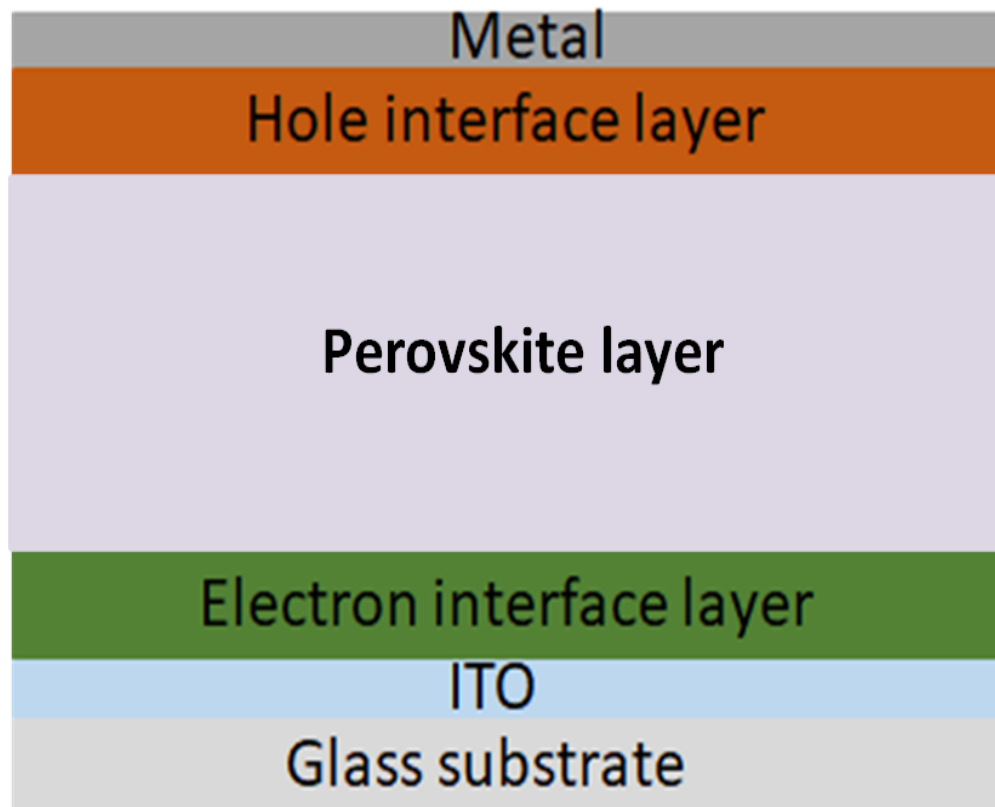 Metal
Hole interface layer
Perovskite layer
Electron interface layer
ITO
Glass substrate